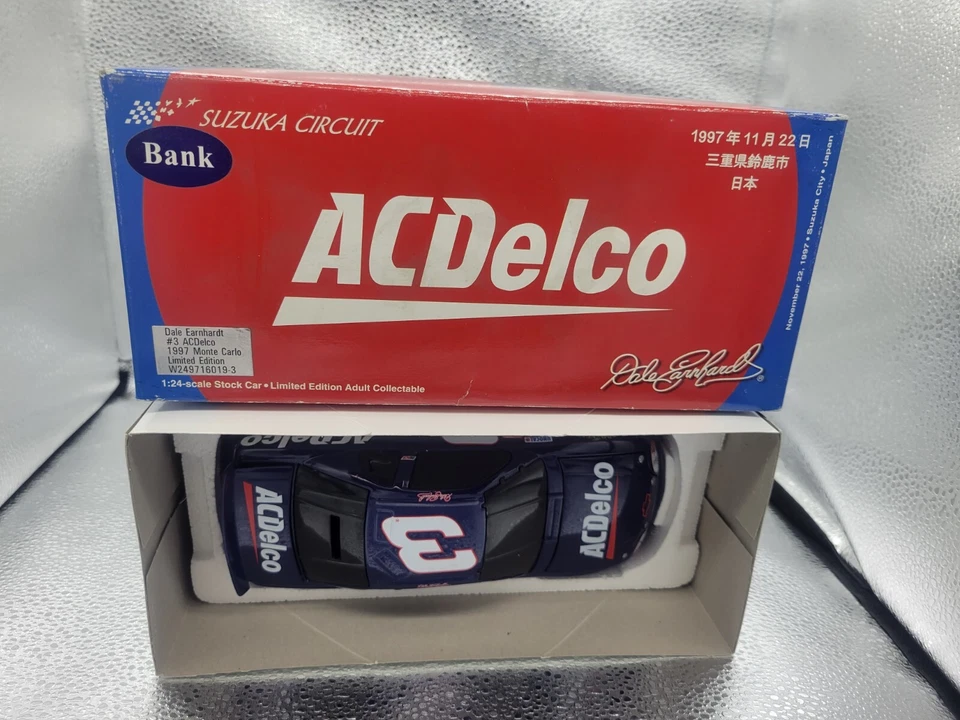 SUZUKA CIRCUIT
Bank
1997年11月22日
三重県鈴鹿市
日本
November 22, 1997 • Suzuka City • Japan
ACDelco
Dale Earnhardt
#3 ACDelco
1997 Monte Carlo
Limited Edition
W249716019-3
Dale Earnhardt ®
1:24-scale Stock Car • Limited Edition Adult Collectable
ACDelco
ACDelco
3
ACDelco